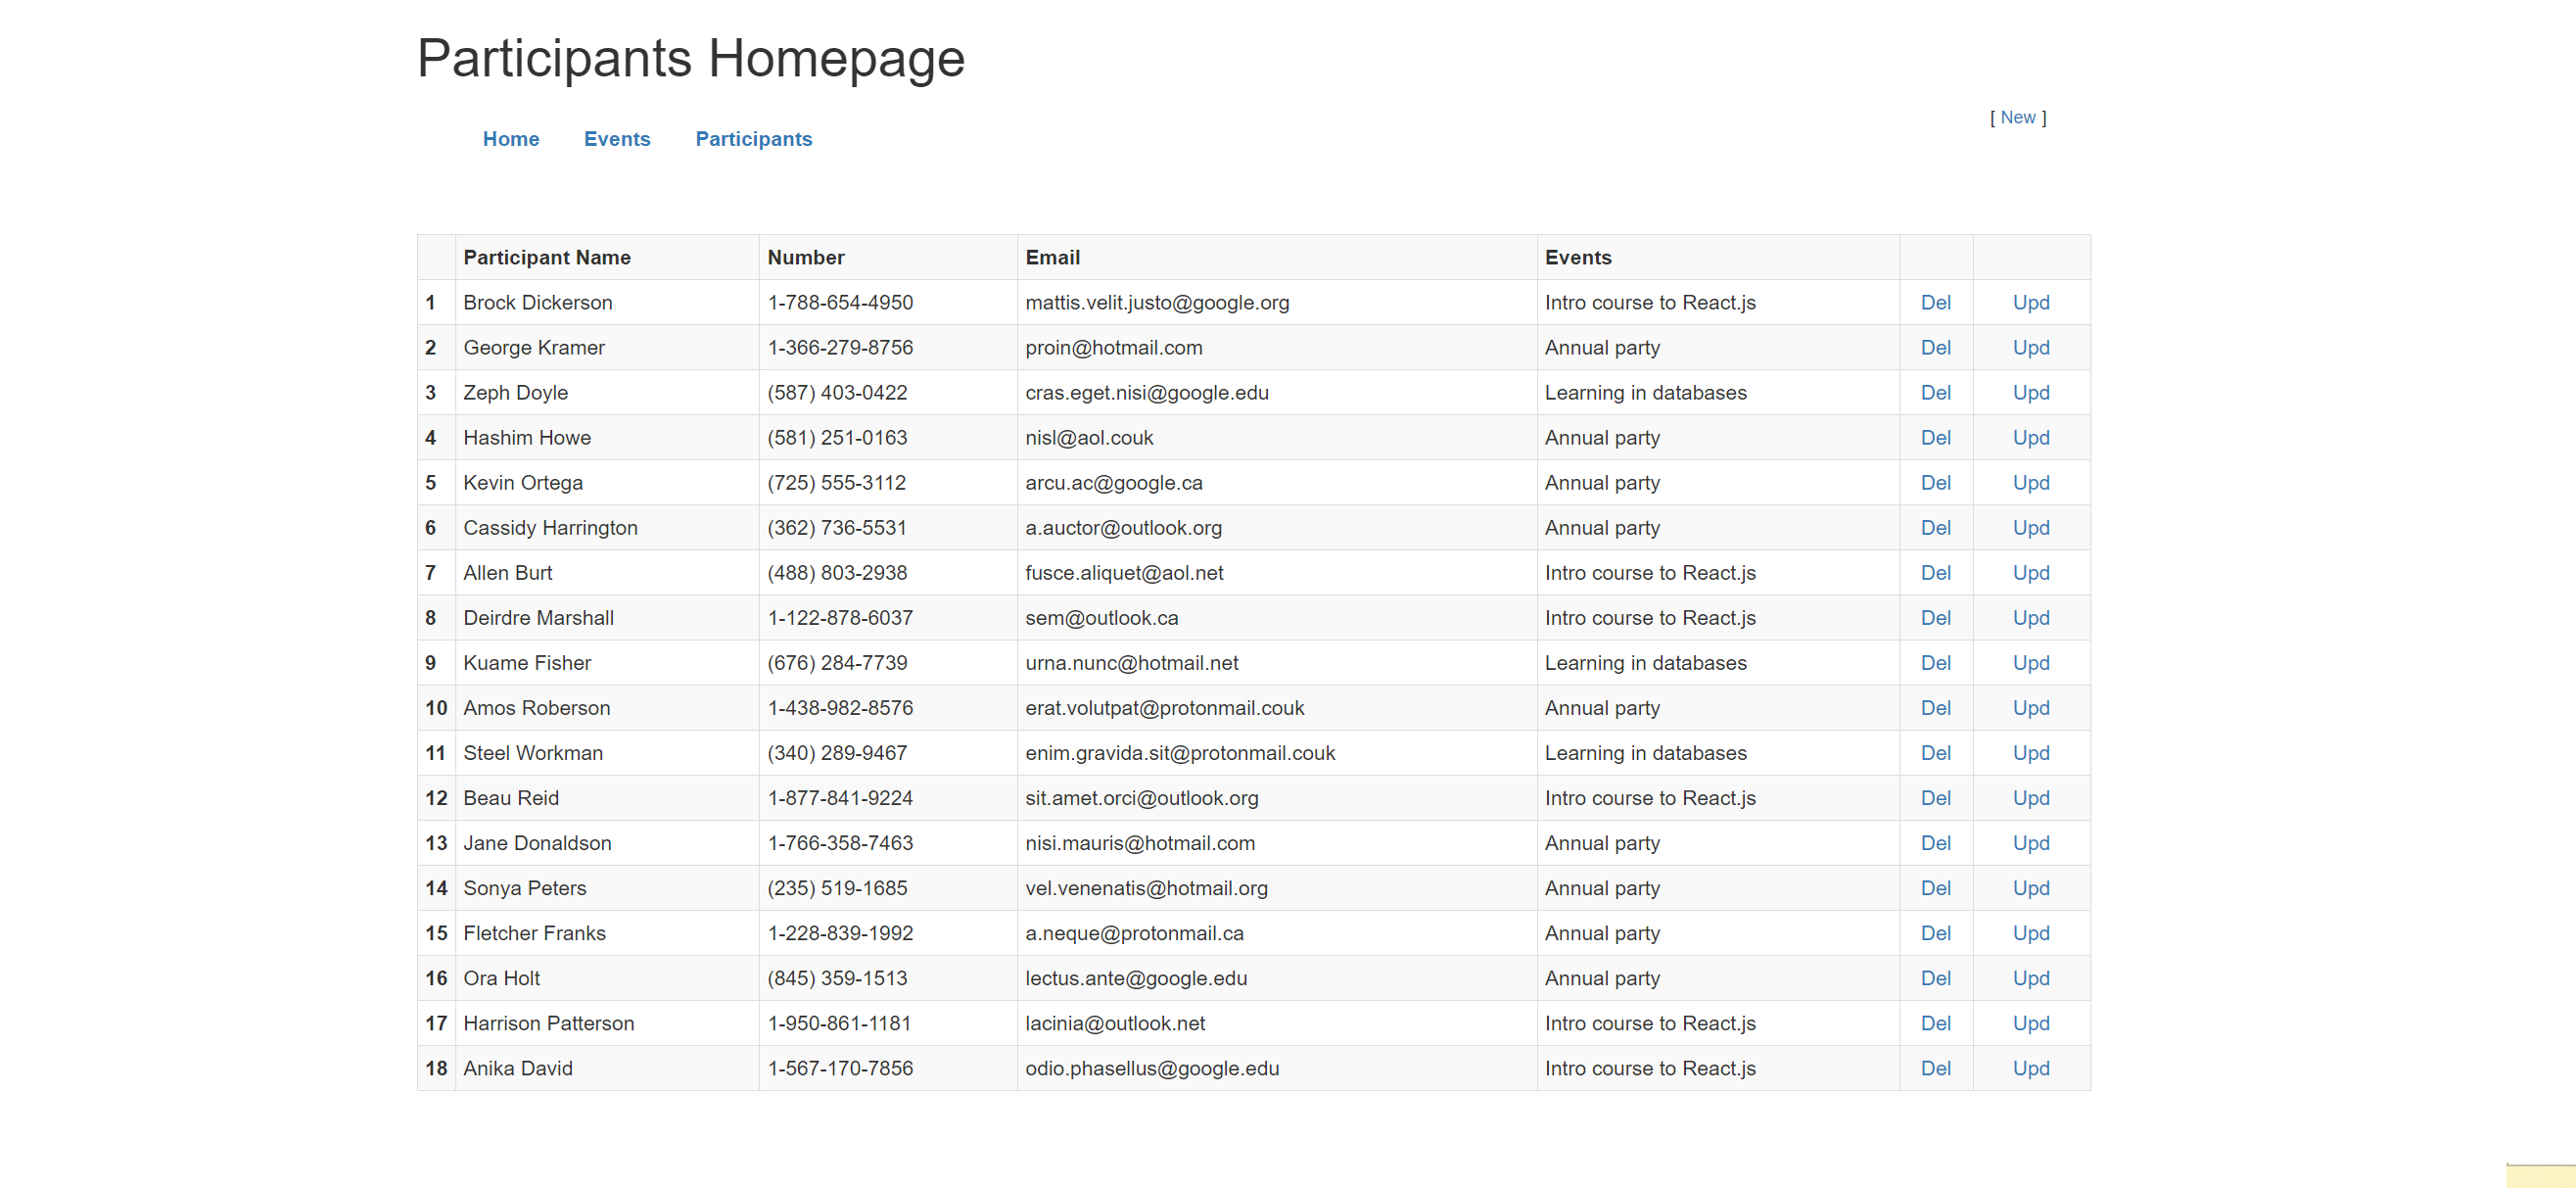 Participants Homepage
[ New ]
Home Events Participants
Participant Name Number Email Events
1 Brock Dickerson 1-788-654-4950 mattis.velit.justo@google.org Intro course to React.js Del Upd
2 George Kramer 1-366-279-8756 proin@hotmail.com Annual party Del Upd
3 Zeph Doyle (587) 403-0422 cras.eget.nisi@google.edu Learning in databases Del Upd
4 Hashim Howe (581) 251-0163 nisl@aol.couk Annual party Del Upd
5 Kevin Ortega (725) 555-3112 arcu.ac@google.ca Annual party Del Upd
6 Cassidy Harrington (362) 736-5531 a.auctor@outlook.org Annual party Del Upd
7 Allen Burt (488) 803-2938 fusce.aliquet@aol.net Intro course to React.js Del Upd
8 Deirdre Marshall 1-122-878-6037 sem@outlook.ca Intro course to React.js Del Upd
9 Kuame Fisher (676) 284-7739 urna.nunc@hotmail.net Learning in databases Del Upd
10 Amos Roberson 1-438-982-8576 erat.volutpat@protonmail.couk Annual party Del Upd
11 Steel Workman (340) 289-9467 enim.gravida.sit@protonmail.couk Learning in databases Del Upd
12 Beau Reid 1-877-841-9224 sit.amet.orci@outlook.org Intro course to React.js Del Upd
13 Jane Donaldson 1-766-358-7463 nisi.mauris@hotmail.com Annual party Del Upd
14 Sonya Peters (235) 519-1685 vel.venenatis@hotmail.org Annual party Del Upd
15 Fletcher Franks 1-228-839-1992 a.neque@protonmail.ca Annual party Del Upd
16 Ora Holt (845) 359-1513 lectus.ante@google.edu Annual party Del Upd
17 Harrison Patterson 1-950-861-1181 lacinia@outlook.net Intro course to React.js Del Upd
18 Anika David 1-567-170-7856 odio.phasellus@google.edu Intro course to React.js Del Upd